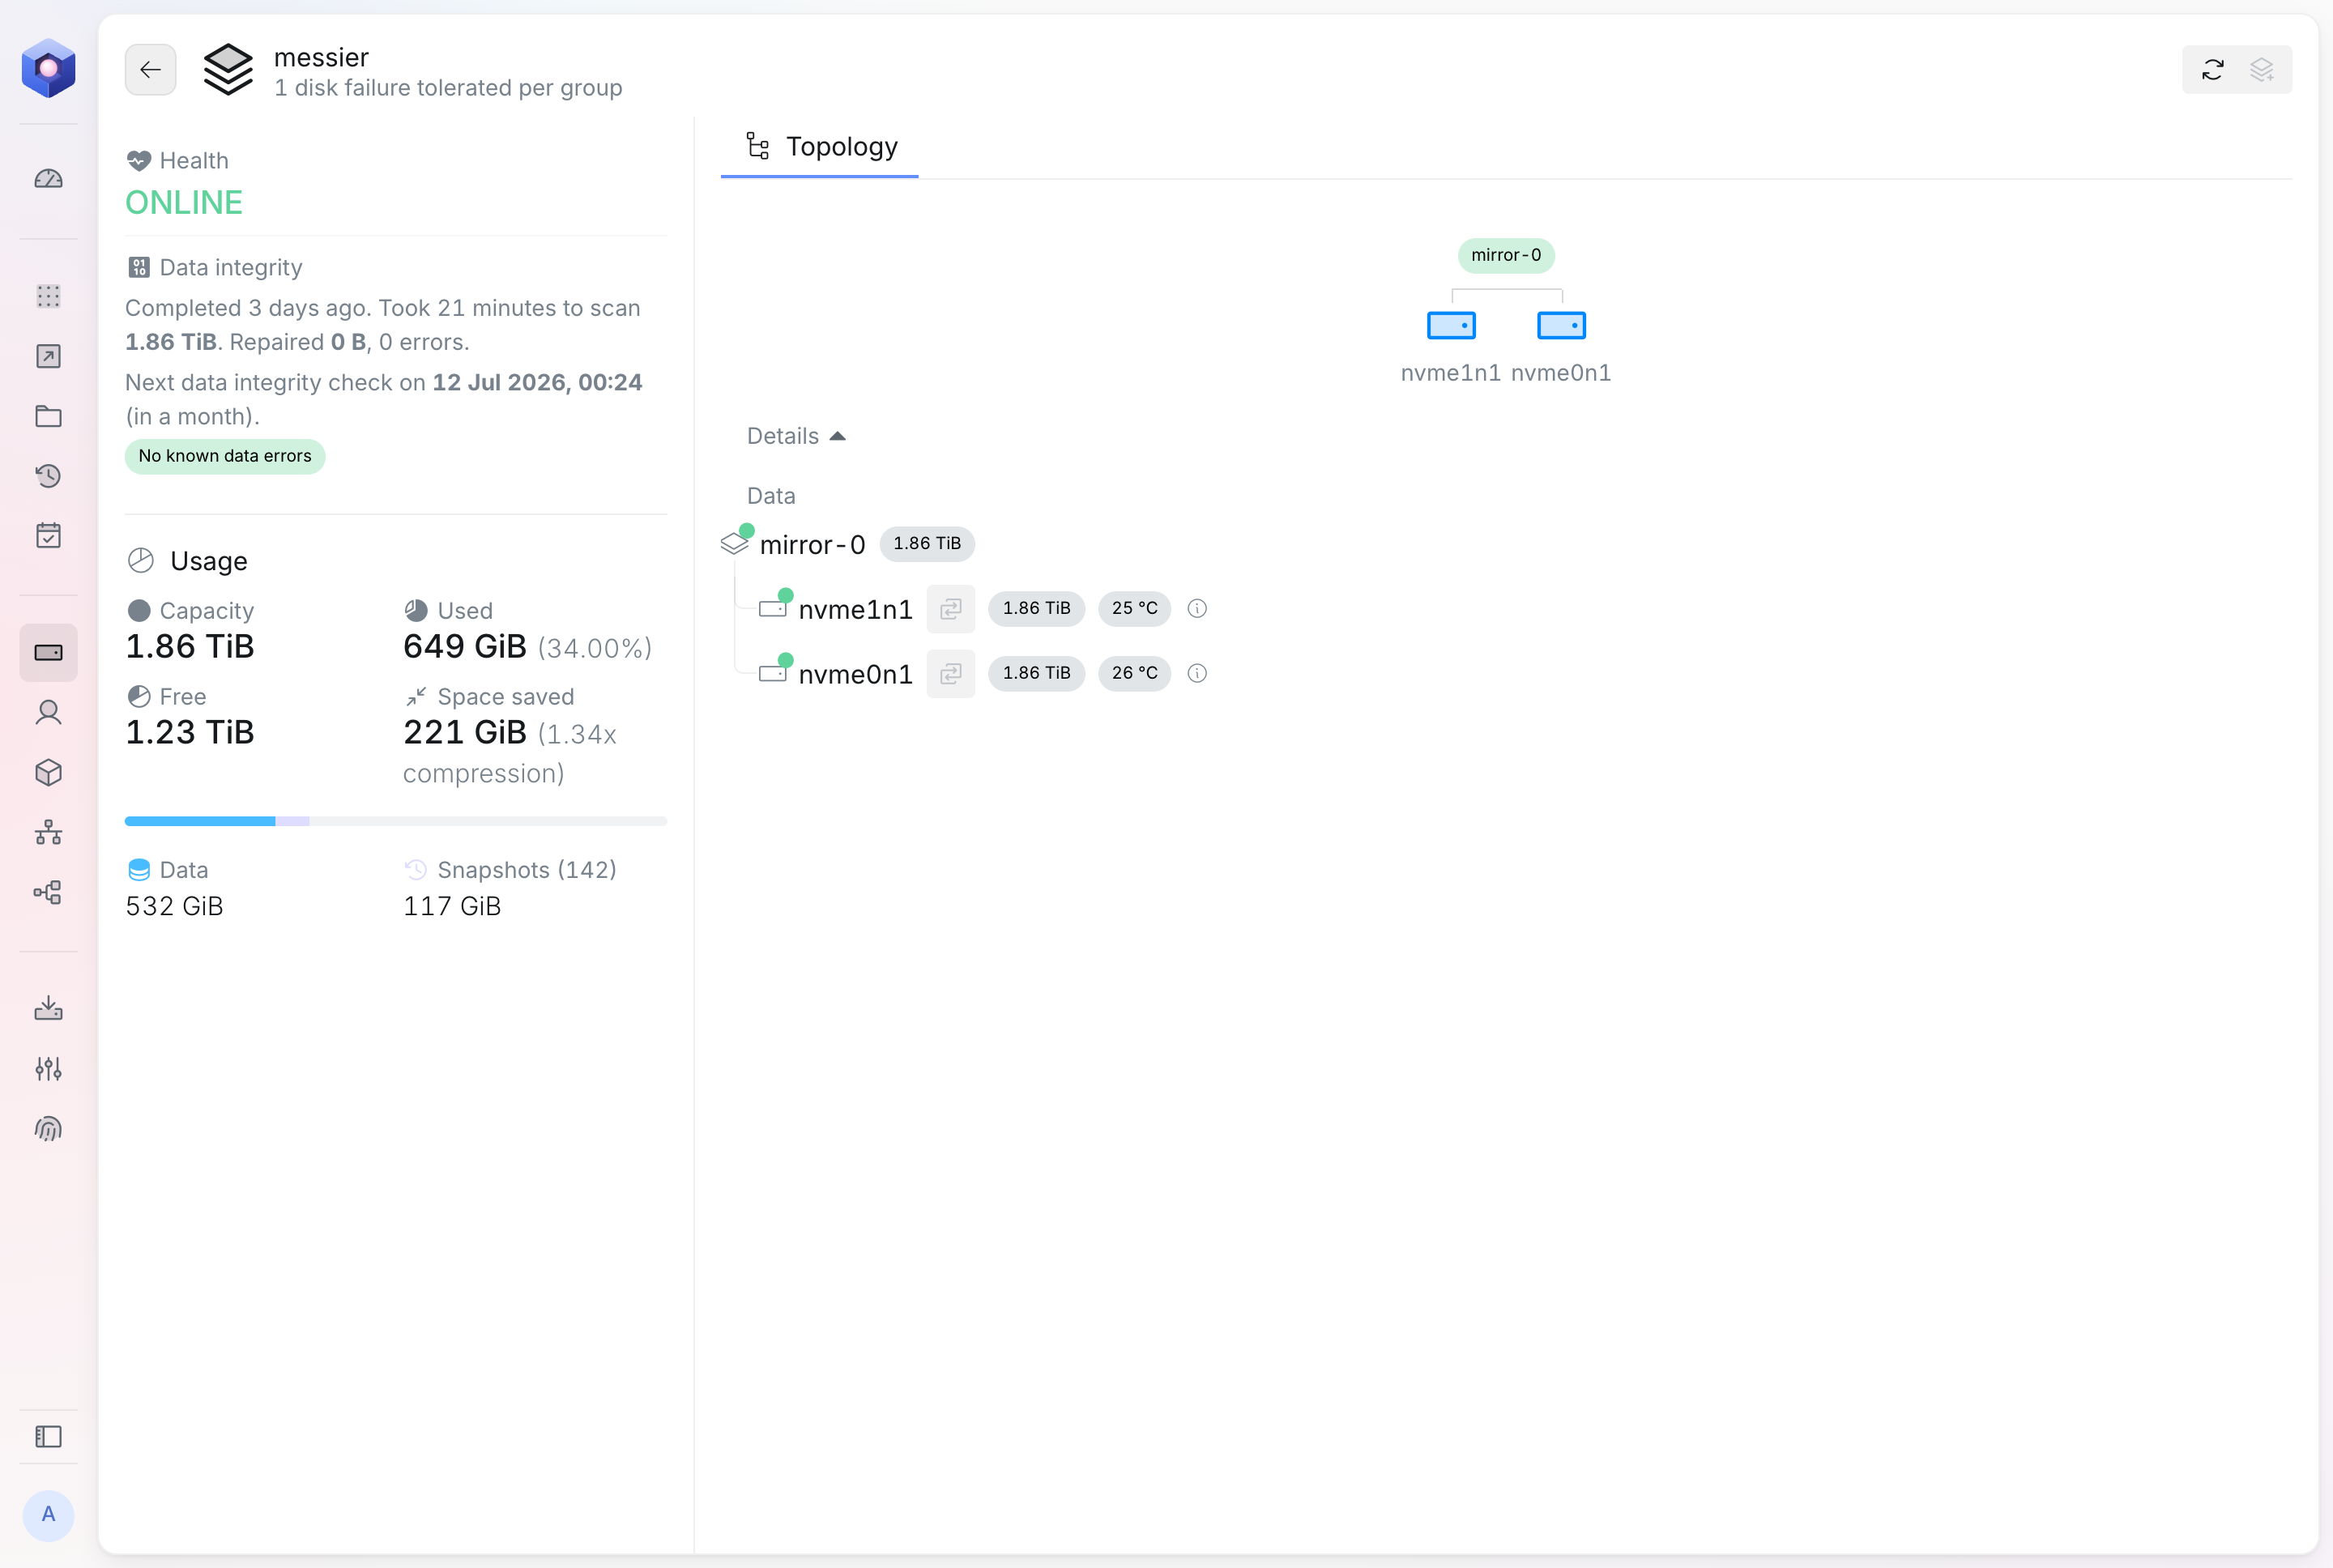 messier
1 disk failure tolerated per group
Health
ONLINE
Data integrity
Completed 3 days ago. Took 21 minutes to scan
1.86 TiB. Repaired 0 B, 0 errors.
Next data integrity check on 12 Jul 2026, 00:24
(in a month).
No known data errors
Usage
Capacity
1.86 TiB
Used
649 GiB (34.00%)
Free
1.23 TiB
Space saved
221 GiB (1.34x
compression)
Data
532 GiB
Snapshots (142)
117 GiB
A
Topology
mirror-0
nvme1n1 nvme0n1
Details
Data
mirror-0 1.86 TiB
nvme1n1 1.86 TiB 25 °C
nvme0n1 1.86 TiB 26 °C